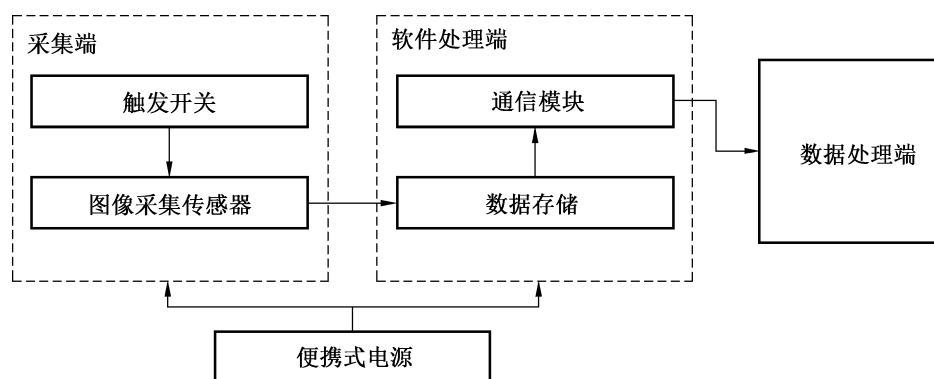 采集端
触发开关
图像采集传感器
软件处理端
通信模块
数据存储
数据处理端
便携式电源